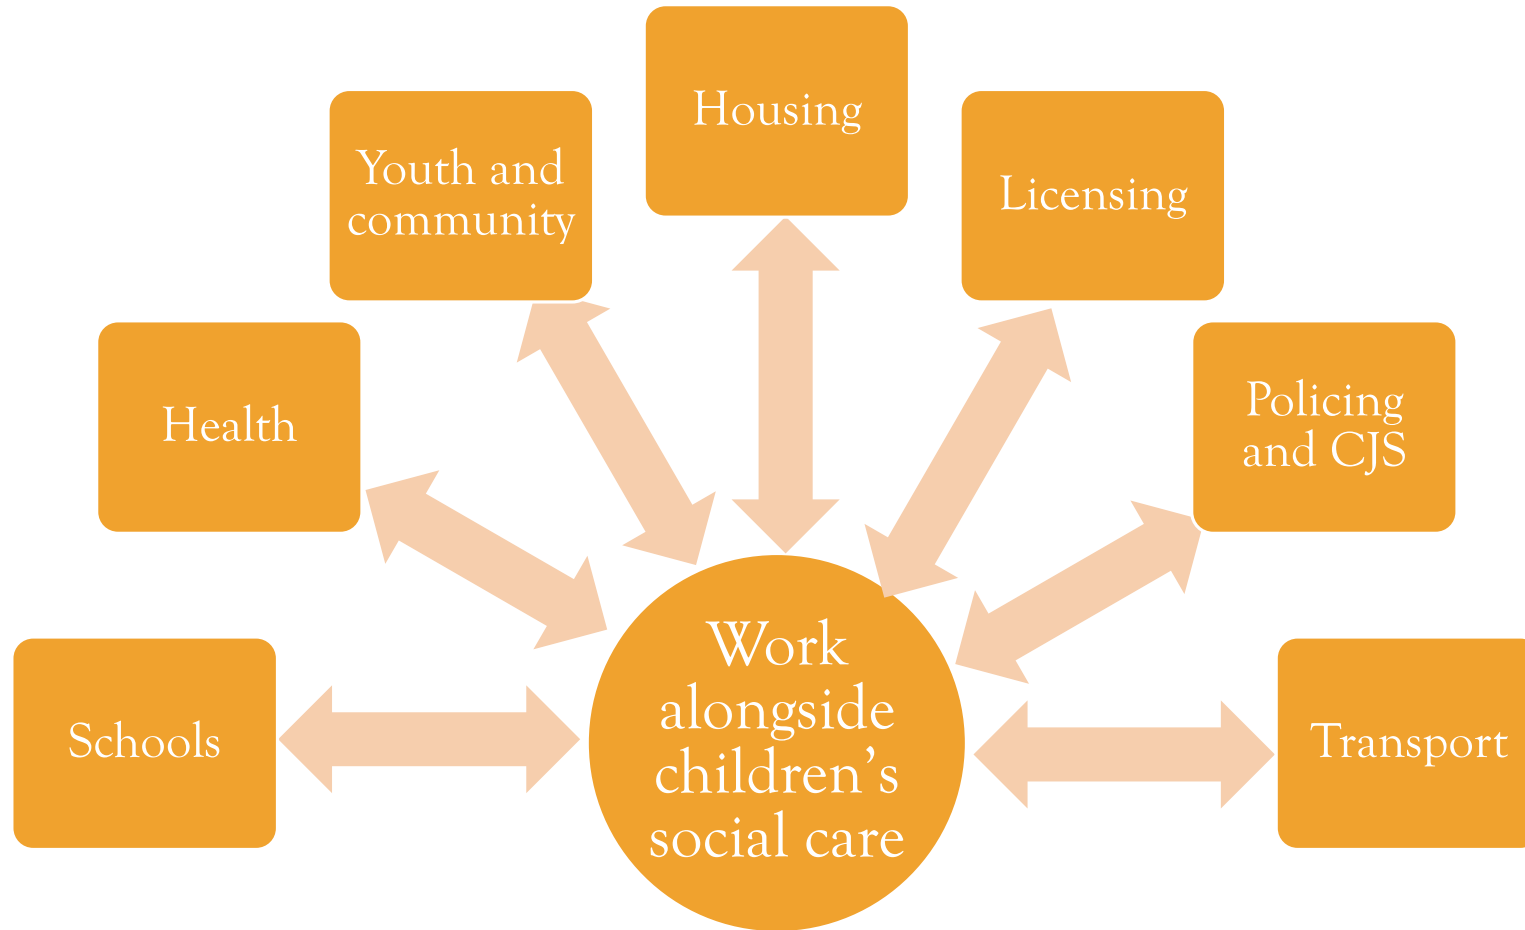 Housing
Youth and
community
Licensing
Health
Policing
and CJS
Schools
Work
alongside
children’s
social care
Transport